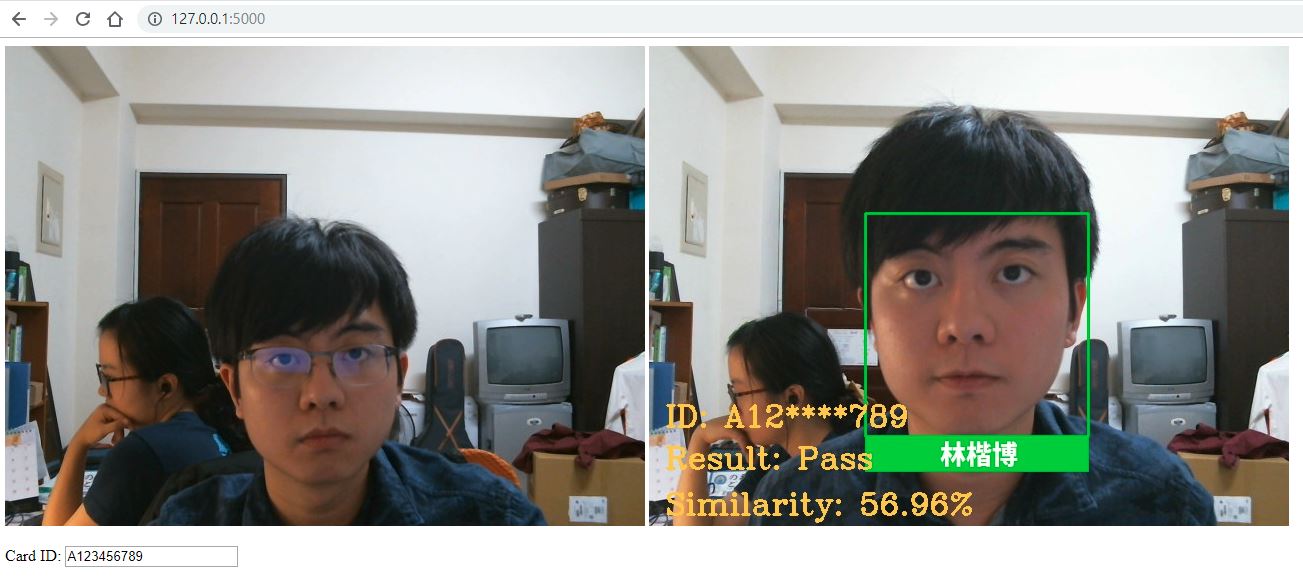 127.0.0.1:5000
ID: A12****789
林楷博
Result: Pass
Similarity: 56.96%
Card ID: A123456789